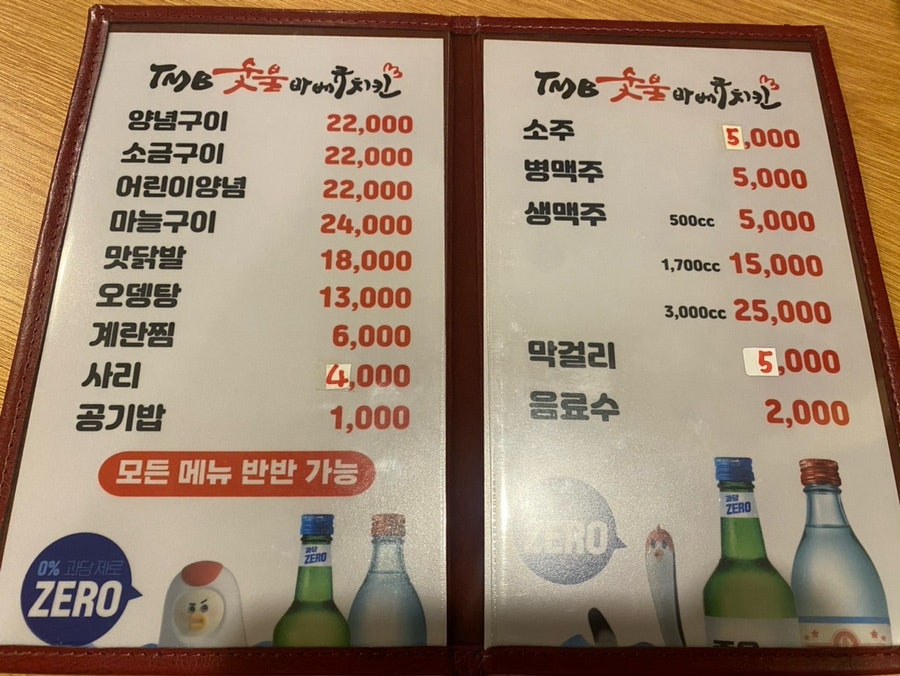 TMB 숯불 바베큐치킨
양념구이 22,000
소금구이 22,000
어린이양념 22,000
마늘구이 24,000
맛닭발 18,000
오뎅탕 13,000
계란찜 6,000
사리 4,000
공기밥 1,000
모든 메뉴 반반 가능
0% 과당 제로
ZERO
과당
ZERO
TMB 숯불 바베큐치킨
소주 5,000
병맥주 5,000
생맥주 500cc 5,000
1,700cc 15,000
3,000cc 25,000
막걸리 5,000
음료수 2,000
ZERO
과당
ZERO